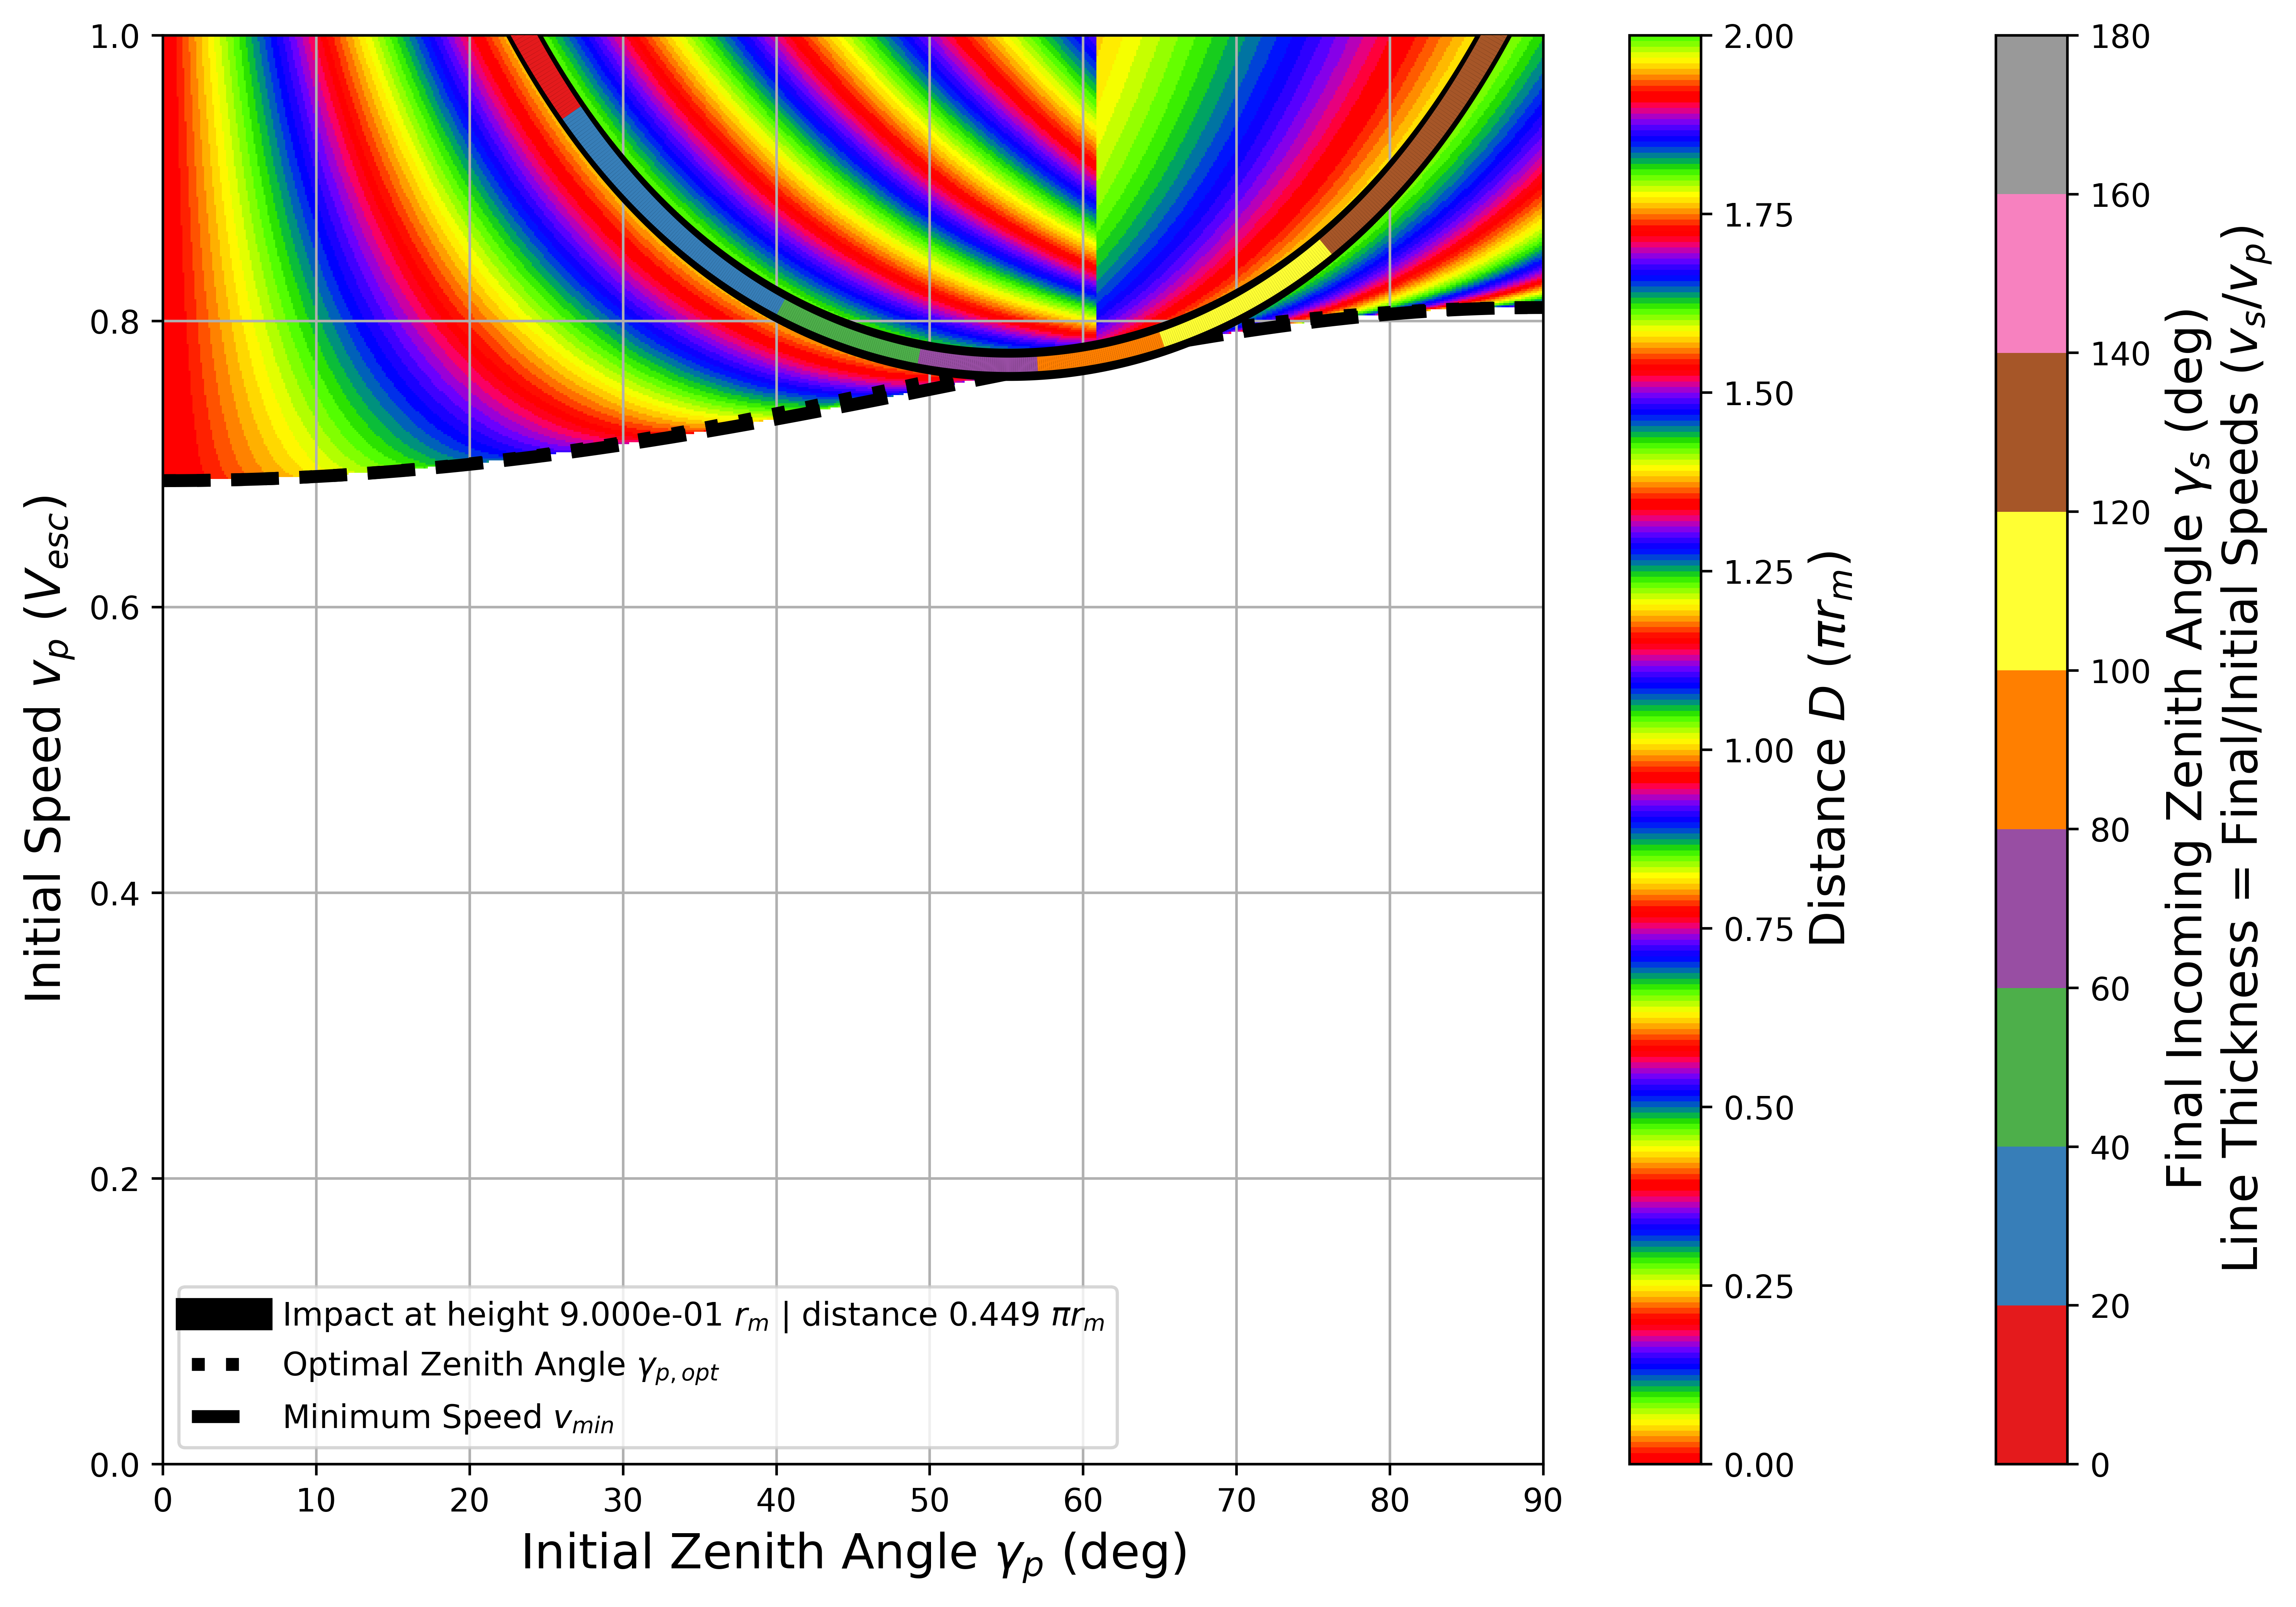 1.0
0.8
0.6
0.4
0.2
0.0
Initial Speed $v_p$ ($V_{esc}$)
0 10 20 30 40 50 60 70 80 90
Initial Zenith Angle $\gamma_p$ (deg)
Impact at height 9.000e-01 $r_m$ | distance 0.449 $\pi r_m$
Optimal Zenith Angle $\gamma_{p,opt}$
Minimum Speed $v_{min}$
2.00
1.75
1.50
1.25
1.00
0.75
0.50
0.25
0.00
Distance $D$ ($\pi r_m$)
180
160
140
120
100
80
60
40
20
0
Final Incoming Zenith Angle $\gamma_s$ (deg)
Line Thickness = Final/Initial Speeds ($v_s/v_p$)